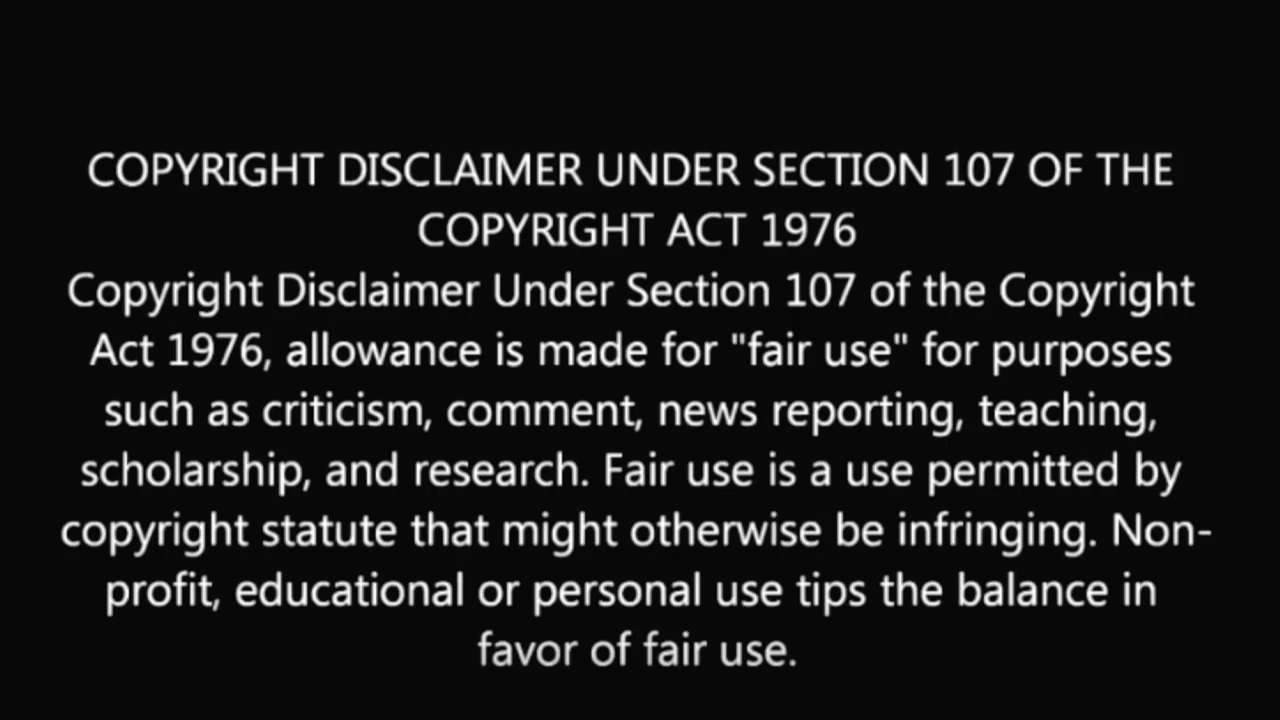 COPYRIGHT DISCLAIMER UNDER SECTION 107 OF THE
COPYRIGHT ACT 1976
Copyright Disclaimer Under Section 107 of the Copyright
Act 1976, allowance is made for "fair use" for purposes
such as criticism, comment, news reporting, teaching,
scholarship, and research. Fair use is a use permitted by
copyright statute that might otherwise be infringing. Non-
profit, educational or personal use tips the balance in
favor of fair use.